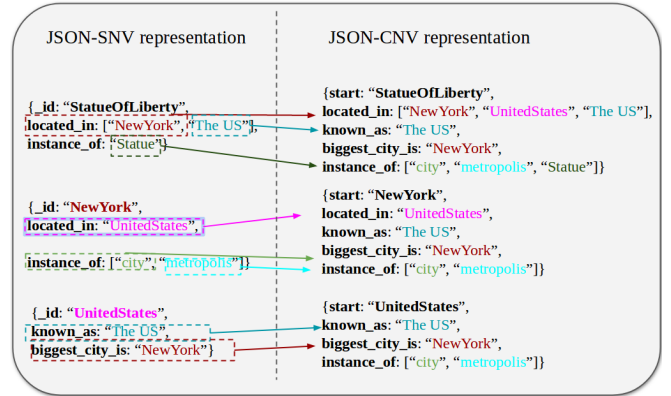 JSON-SNV representation
{_id: “StatueOfLiberty”,
located_in: [“NewYork”, “The US”],
instance_of: “Statue”}
{_id: “NewYork”,
located_in: “UnitedStates”,
instance_of: [“city”, “metropolis”]}
{_id: “UnitedStates”,
known_as: “The US”,
biggest_city_is: “NewYork”}
JSON-CNV representation
{start: “StatueOfLiberty”,
located_in: [“NewYork”, “UnitedStates”, “The US”],
known_as: “The US”,
biggest_city_is: “NewYork”,
instance_of: [“city”, “metropolis”, “Statue”]}
{start: “NewYork”,
located_in: “UnitedStates”,
known_as: “The US”,
biggest_city_is: “NewYork”,
instance_of: [“city”, “metropolis”]}
{start: “UnitedStates”,
known_as: “The US”,
biggest_city_is: “NewYork”,
instance_of: [“city”, “metropolis”]}